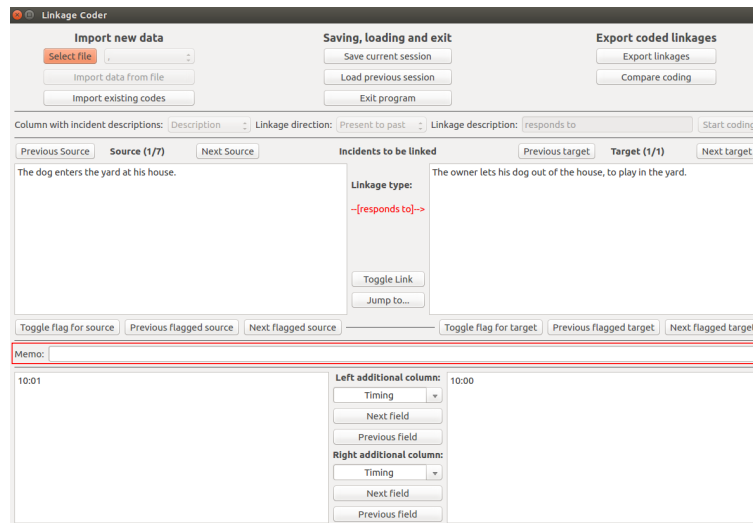 Linkage Coder
Import new data Saving, loading and exit Export coded linkages
Select file , Save current session Export linkages
Import data from file Load previous session Compare coding
Import existing codes Exit program
Column with incident descriptions: Description Linkage direction: Present to past Linkage description: responds to Start coding
Previous Source Source (1/7) Next Source Incidents to be linked Previous target Target (1/1) Next target
The dog enters the yard at his house. The owner lets his dog out of the house, to play in the yard.
Linkage type:
--[responds to]-->
Toggle Link
Jump to...
Toggle flag for source Previous flagged source Next flagged source Toggle flag for target Previous flagged target Next flagged target
Memo:
10:01 Left additional column: 10:00
Timing
Next field
Previous field
Right additional column:
Timing
Next field
Previous field